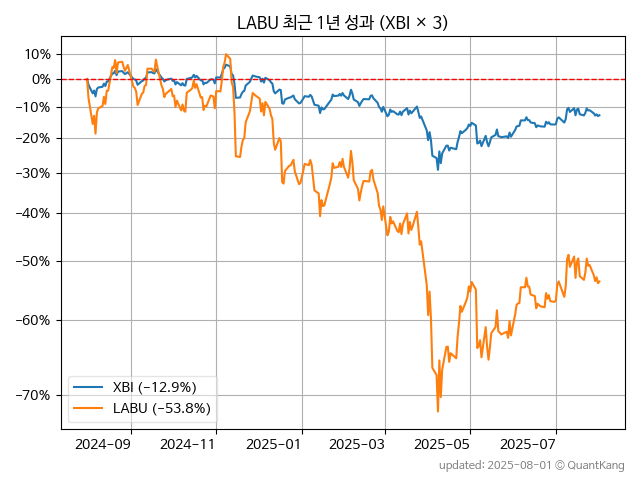 LABU 최근 1년 성과 (XBI × 3)
10%
0%
−10%
−20%
−30%
−40%
−50%
−60%
−70%
XBI (−12.9%)
LABU (−53.8%)
2024−09 2024−11 2025−01 2025−03 2025−05 2025−07
updated: 2025-08-01 © QuantKang